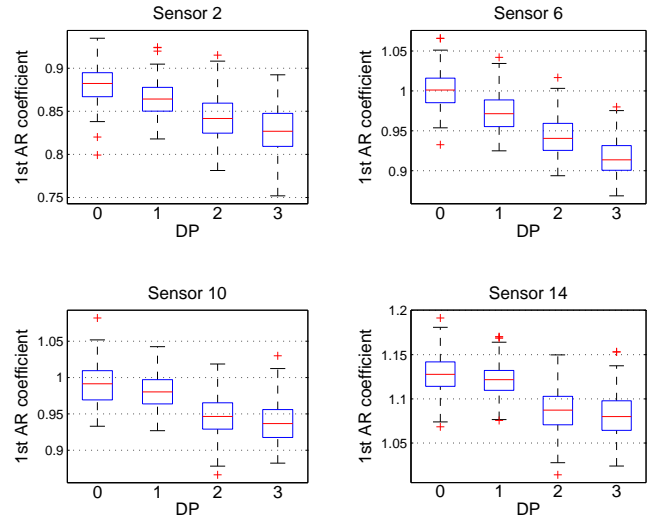 Sensor 2
1st AR coefficient
0.9
0.85
0.8
0.75
0 1 2 3
DP
Sensor 6
1st AR coefficient
1.05
1
0.95
0.9
0 1 2 3
DP
Sensor 10
1st AR coefficient
1.05
1
0.95
0.9
0 1 2 3
DP
Sensor 14
1st AR coefficient
1.2
1.15
1.1
1.05
0 1 2 3
DP